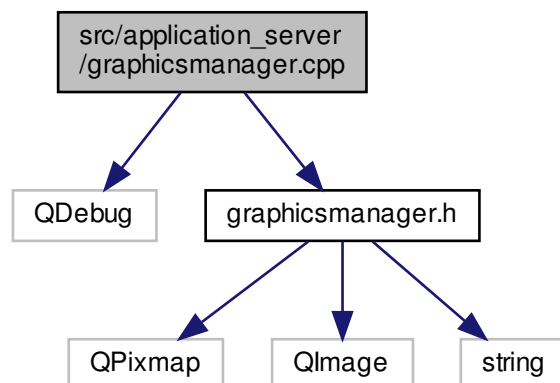 src/application_server
/graphicsmanager.cpp
QDebug
graphicsmanager.h
QPixmap
QImage
string